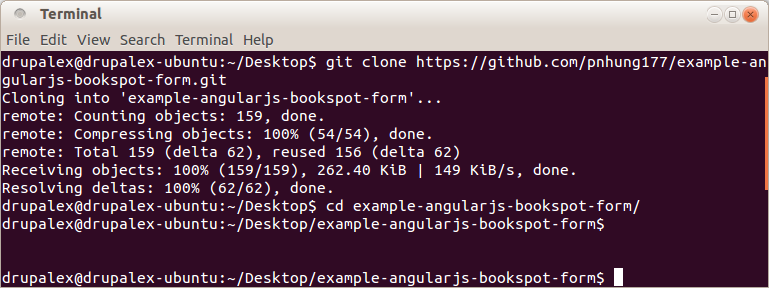 Terminal
File Edit View Search Terminal Help
drupalex@drupalex-ubuntu:~/Desktop$ git clone https://github.com/pnhung177/example-an
gularjs-bookspot-form.git
Cloning into 'example-angularjs-bookspot-form'...
remote: Counting objects: 159, done.
remote: Compressing objects: 100% (54/54), done.
remote: Total 159 (delta 62), reused 156 (delta 62)
Receiving objects: 100% (159/159), 262.40 KiB | 149 KiB/s, done.
Resolving deltas: 100% (62/62), done.
drupalex@drupalex-ubuntu:~/Desktop$ cd example-angularjs-bookspot-form/
drupalex@drupalex-ubuntu:~/Desktop/example-angularjs-bookspot-form$
drupalex@drupalex-ubuntu:~/Desktop/example-angularjs-bookspot-form$